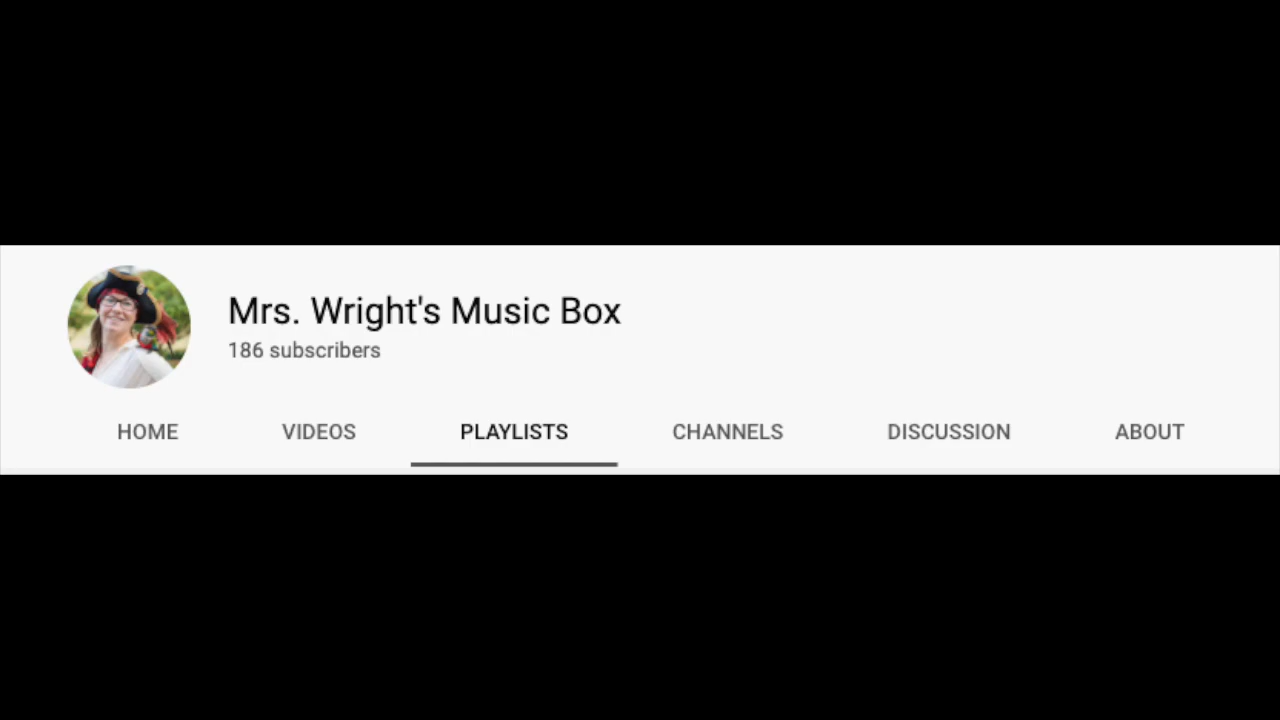 Mrs. Wright's Music Box
186 subscribers
HOME VIDEOS PLAYLISTS CHANNELS DISCUSSION ABOUT